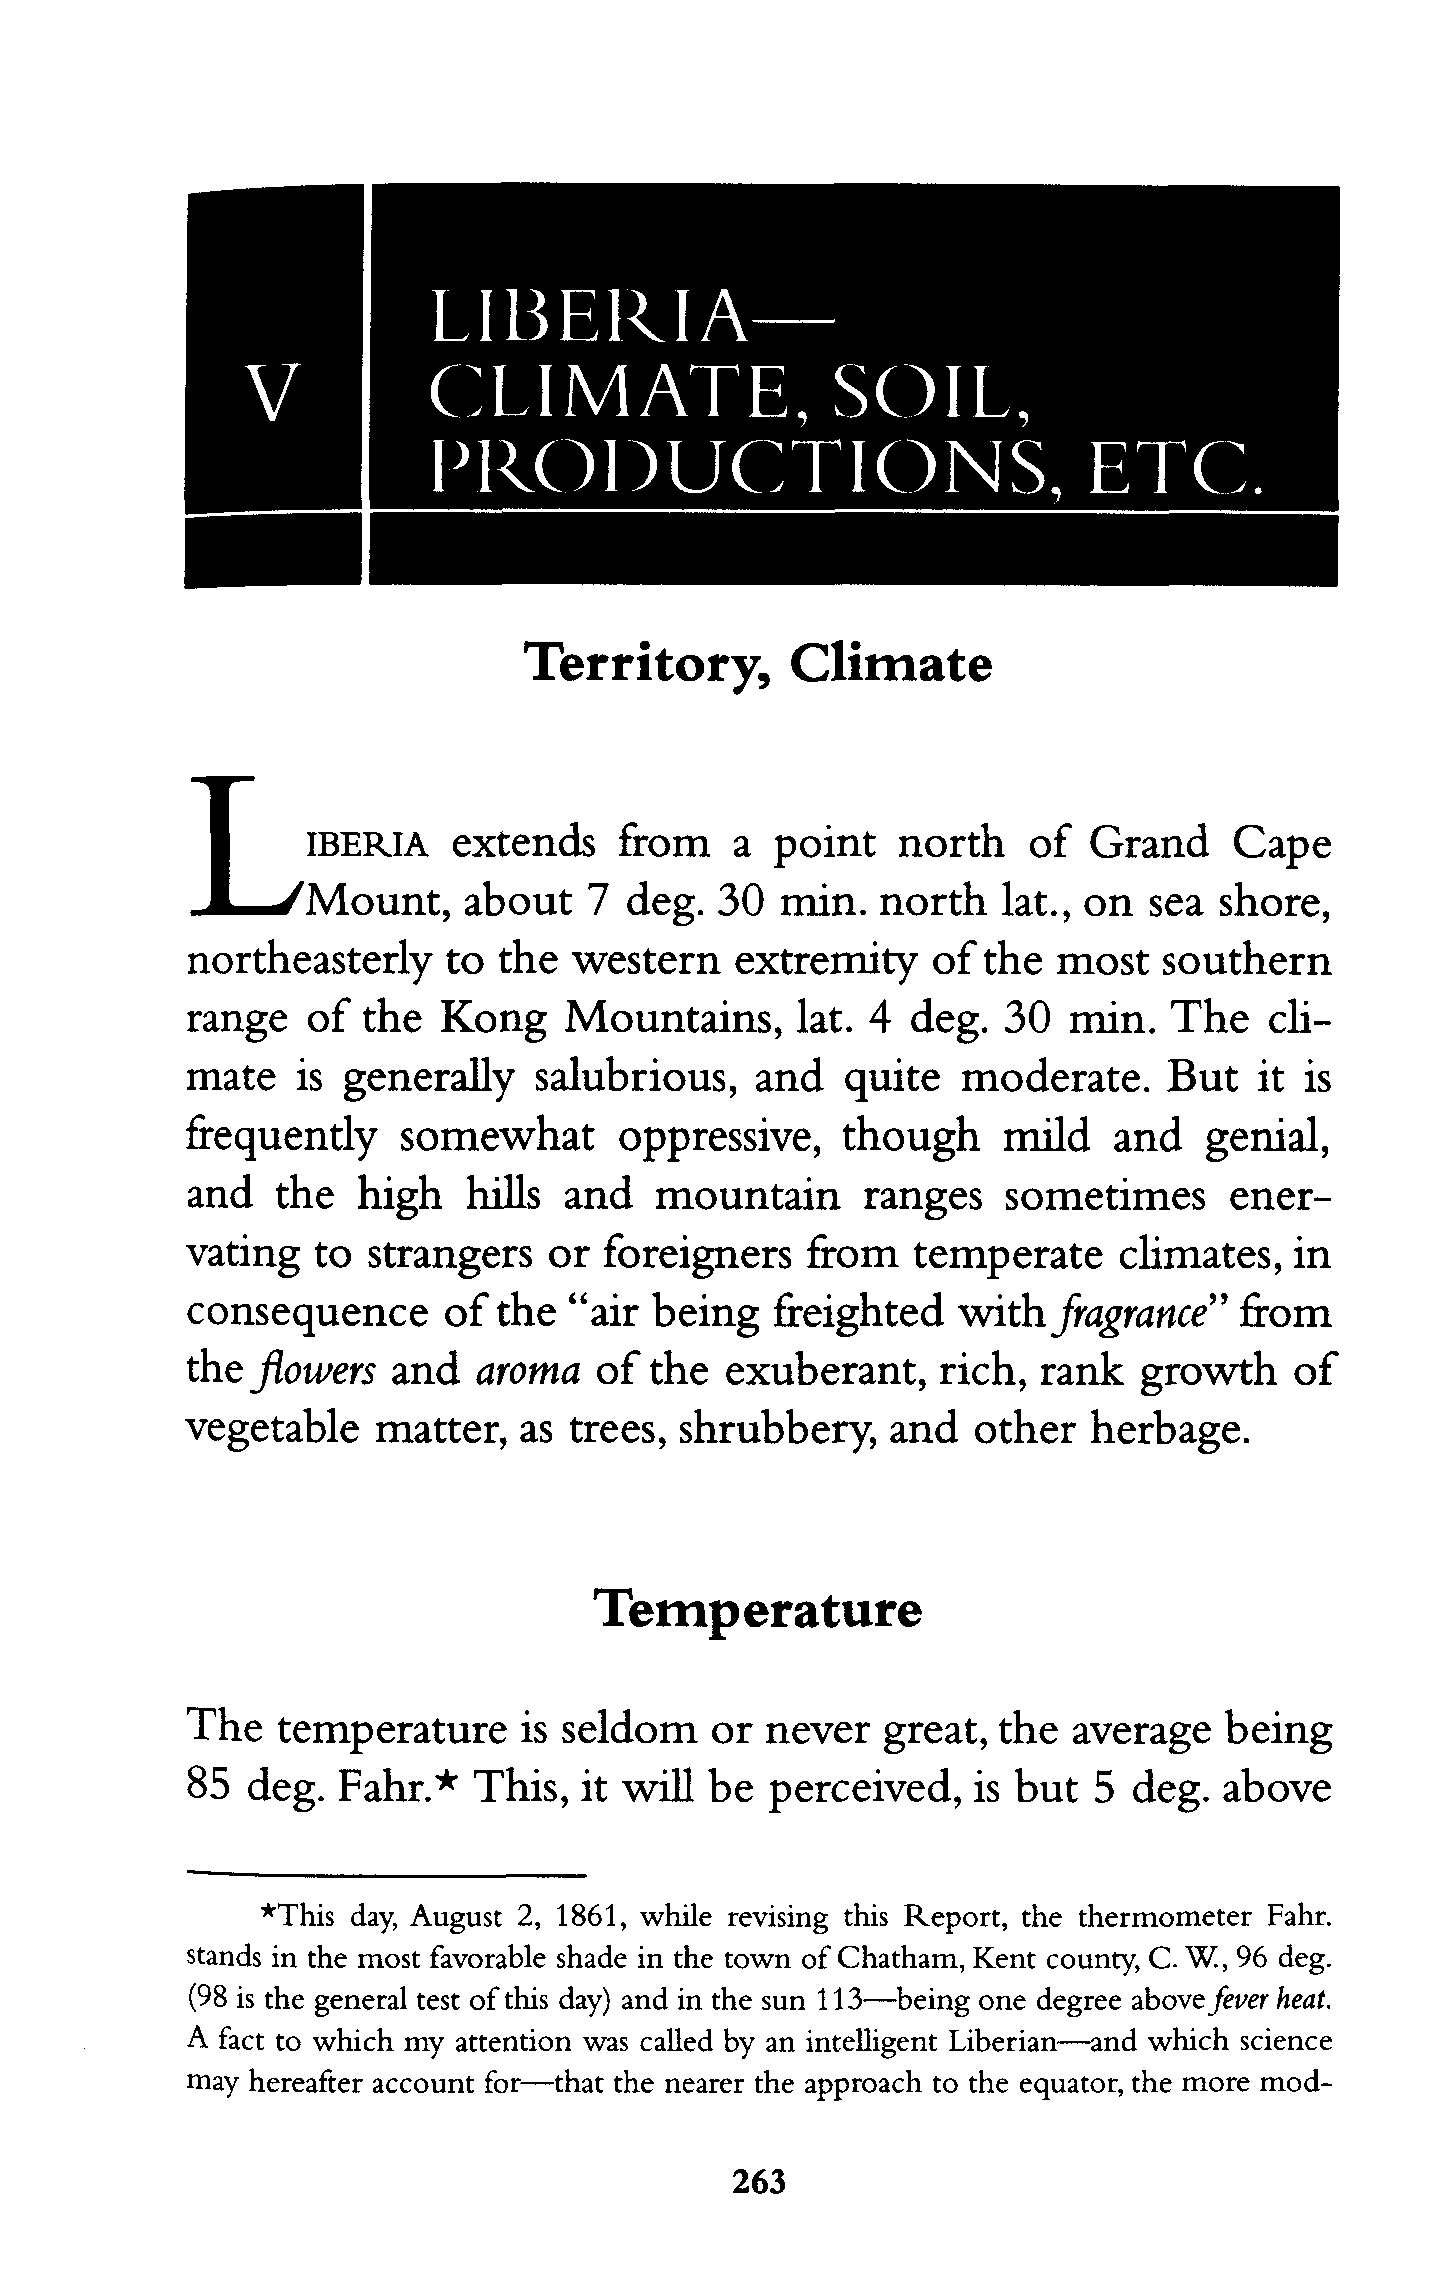 V
LIBERIA—
CLIMATE, SOIL,
PRODUCTIONS, ETC.
Territory, Climate
LIBERIA extends from a point north of Grand Cape
Mount, about 7 deg. 30 min. north lat., on sea shore,
northeasterly to the western extremity of the most southern
range of the Kong Mountains, lat. 4 deg. 30 min. The cli-
mate is generally salubrious, and quite moderate. But it is
frequently somewhat oppressive, though mild and genial,
and the high hills and mountain ranges sometimes ener-
vating to strangers or foreigners from temperate climates, in
consequence of the “air being freighted with fragrance” from
the flowers and aroma of the exuberant, rich, rank growth of
vegetable matter, as trees, shrubbery, and other herbage.
Temperature
The temperature is seldom or never great, the average being
85 deg. Fahr.* This, it will be perceived, is but 5 deg. above
*This day, August 2, 1861, while revising this Report, the thermometer Fahr.
stands in the most favorable shade in the town of Chatham, Kent county, C. W., 96 deg.
(98 is the general test of this day) and in the sun 113—being one degree above fever heat.
A fact to which my attention was called by an intelligent Liberian—and which science
may hereafter account for—that the nearer the approach to the equator, the more mod-
263